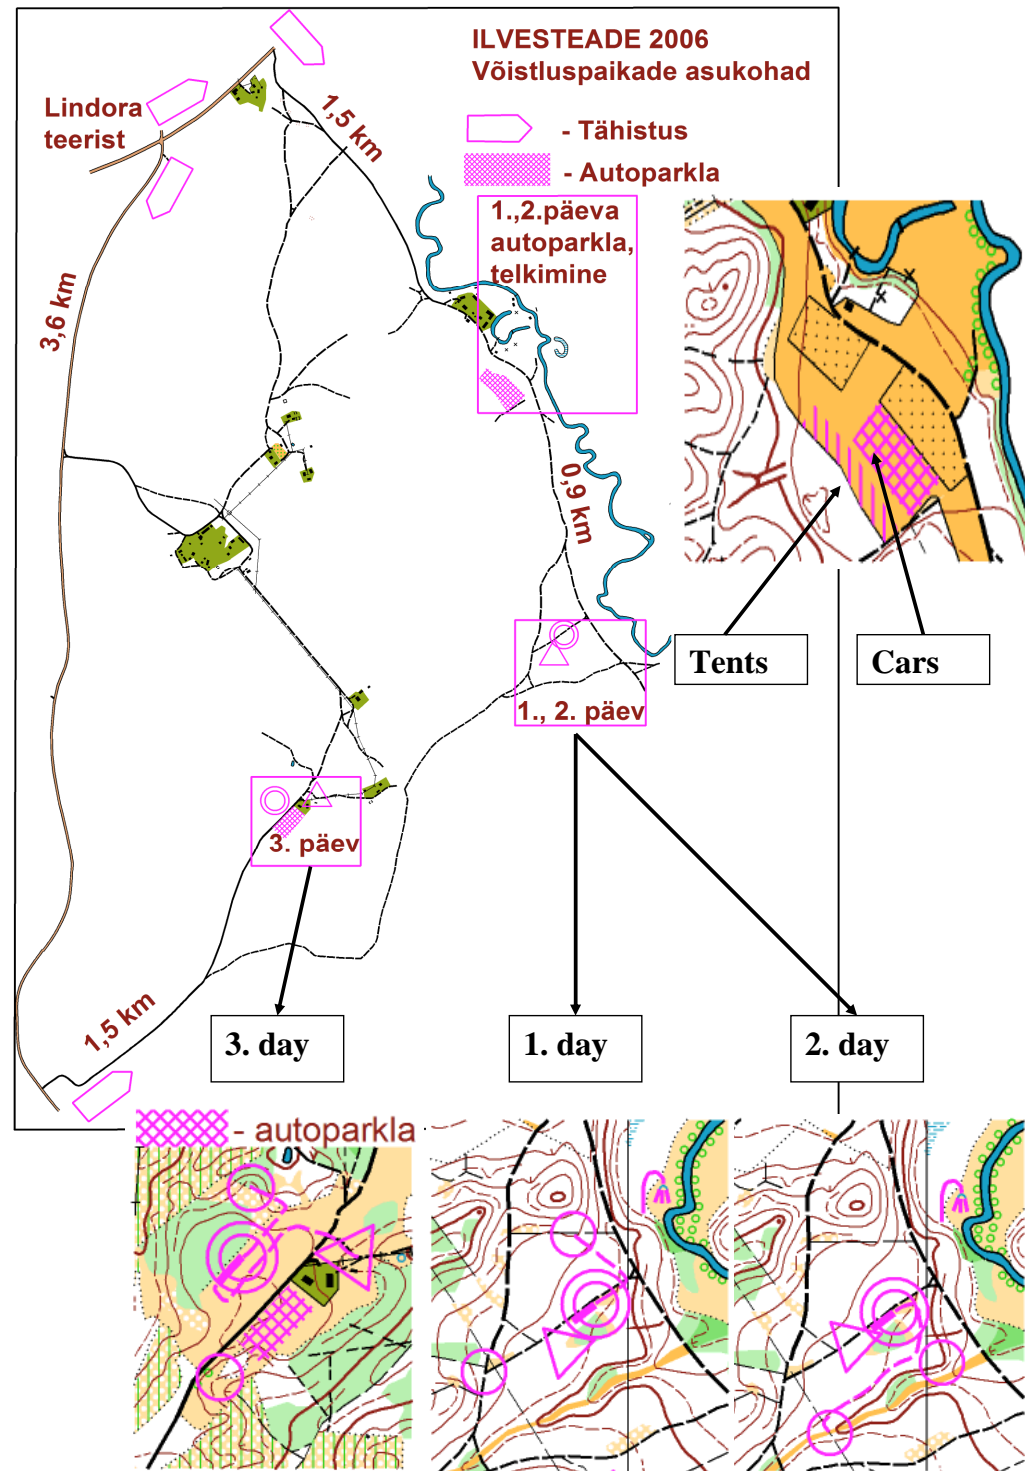 ILVESTEADE 2006
Võistluspaikade asukohad
Lindora
teerist
1,5 km
- Tähistus
- Autoparkla
1.,2.päeva
autoparkla,
telkimine
3,6 km
0,9 km
Tents
Cars
1., 2. päev
3. päev
1,5 km
3. day
1. day
2. day
- autoparkla